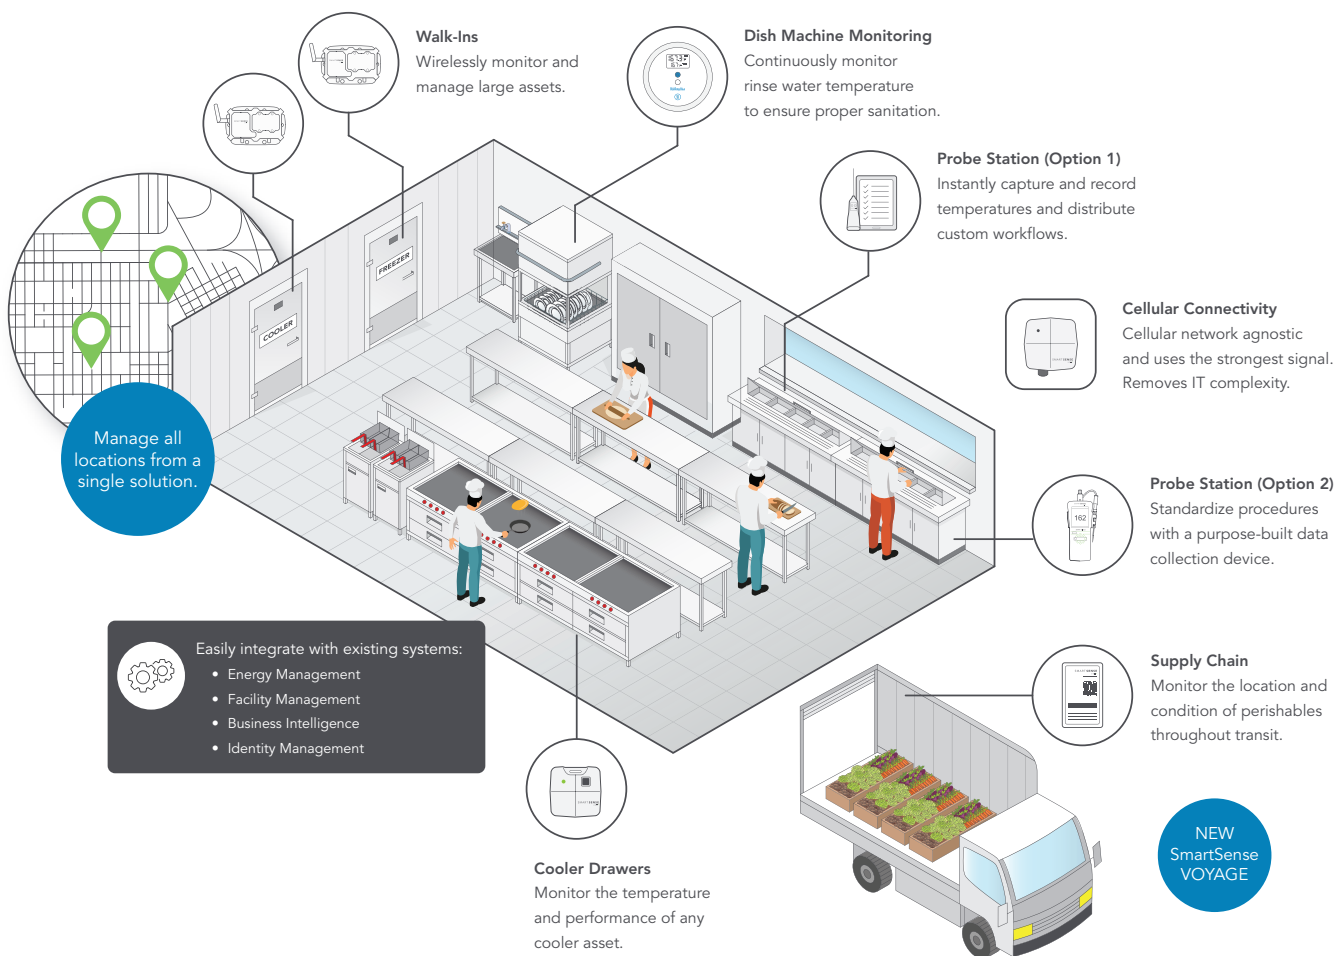 Walk-Ins
Wirelessly monitor and
manage large assets.
Dish Machine Monitoring
Continuously monitor
rinse water temperature
to ensure proper sanitation.
Probe Station (Option 1)
Instantly capture and record
temperatures and distribute
custom workflows.
Cellular Connectivity
Cellular network agnostic
and uses the strongest signal.
Removes IT complexity.
FREEZER
COOLER
Manage all
locations from a
single solution.
Probe Station (Option 2)
Standardize procedures
with a purpose-built data
collection device.
162
Easily integrate with existing systems:
• Energy Management
• Facility Management
• Business Intelligence
• Identity Management
Supply Chain
Monitor the location and
condition of perishables
throughout transit.
SMARTSENSE
Cooler Drawers
Monitor the temperature
and performance of any
cooler asset.
NEW
SmartSense
VOYAGE